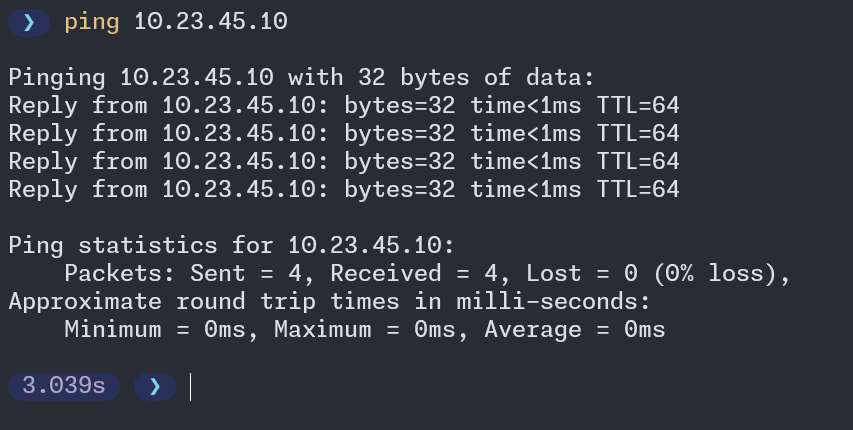 ❯ ping 10.23.45.10
Pinging 10.23.45.10 with 32 bytes of data:
Reply from 10.23.45.10: bytes=32 time<1ms TTL=64
Reply from 10.23.45.10: bytes=32 time<1ms TTL=64
Reply from 10.23.45.10: bytes=32 time<1ms TTL=64
Reply from 10.23.45.10: bytes=32 time<1ms TTL=64
Ping statistics for 10.23.45.10:
    Packets: Sent = 4, Received = 4, Lost = 0 (0% loss),
Approximate round trip times in milli-seconds:
    Minimum = 0ms, Maximum = 0ms, Average = 0ms
3.039s ❯